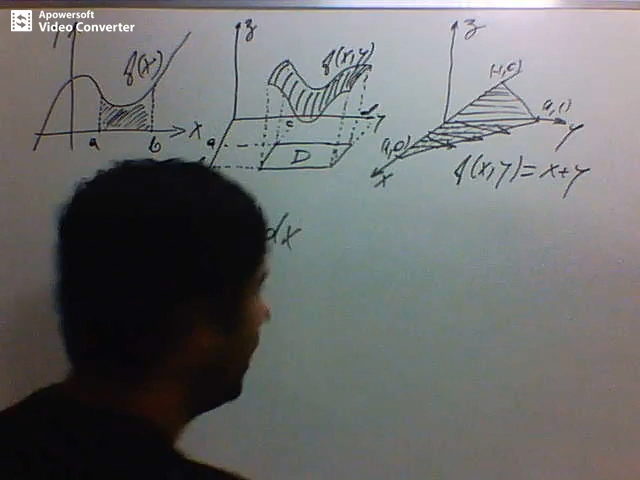 Apowersoft
Video Converter
y
f(x)
a
b
x
z
f(x,y)
a
c
d
y
D
z
(-1,0)
(0,1)
(1,0)
y
x
f(x,y)=x+y
dx